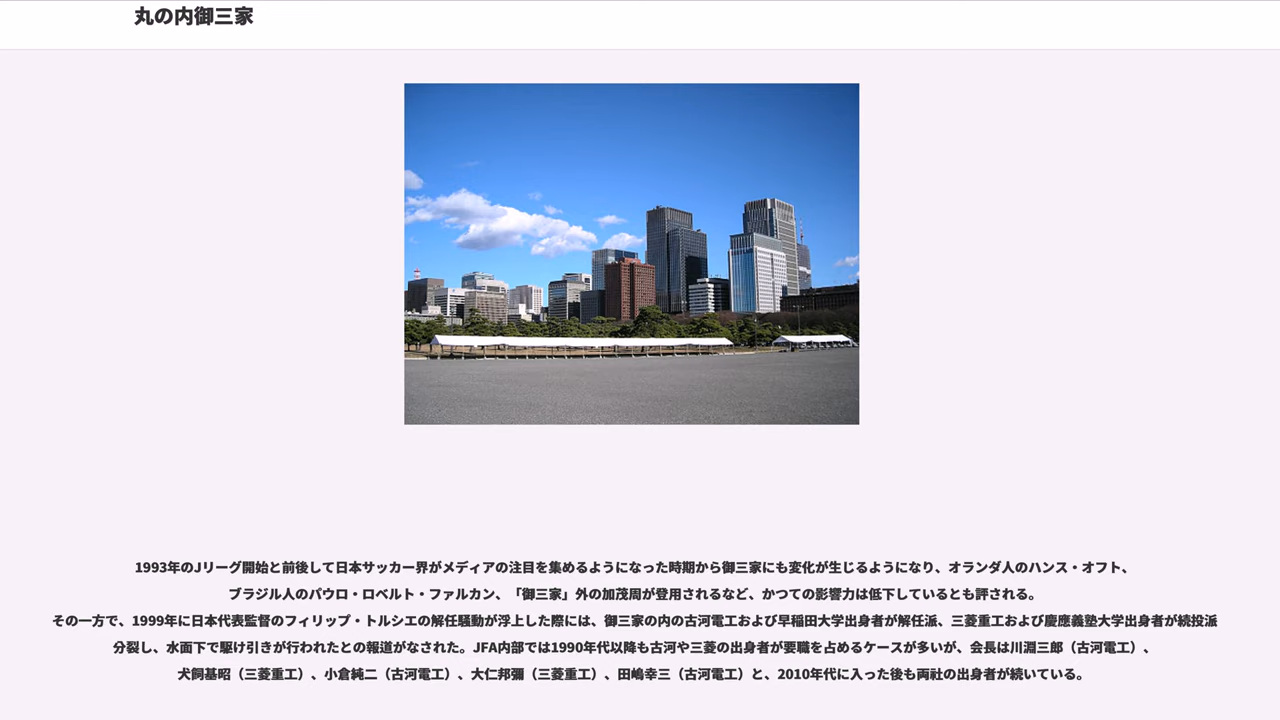 丸の内御三家
1993年のJリーグ開始と前後して日本サッカー界がメディアの注目を集めるようになった時期から御三家にも変化が生じるようになり、オランダ人のハンス・オフト、
ブラジル人のパウロ・ロベルト・ファルカン、「御三家」外の加茂周が登用されるなど、かつての影響力は低下しているとも評される。
その一方で、1999年に日本代表監督のフィリップ・トルシエの解任騒動が浮上した際には、御三家の内の古河電工および早稲田大学出身者が解任派、三菱重工および慶應義塾大学出身者が続投派
分裂し、水面下で駆け引きが行われたとの報道がなされた。JFA内部では1990年代以降も古河や三菱の出身者が要職を占めるケースが多いが、会長は川淵三郎（古河電工）、
犬飼基昭（三菱重工）、小倉純二（古河電工）、大仁邦彌（三菱重工）、田嶋幸三（古河電工）と、2010年代に入った後も両社の出身者が続いている。